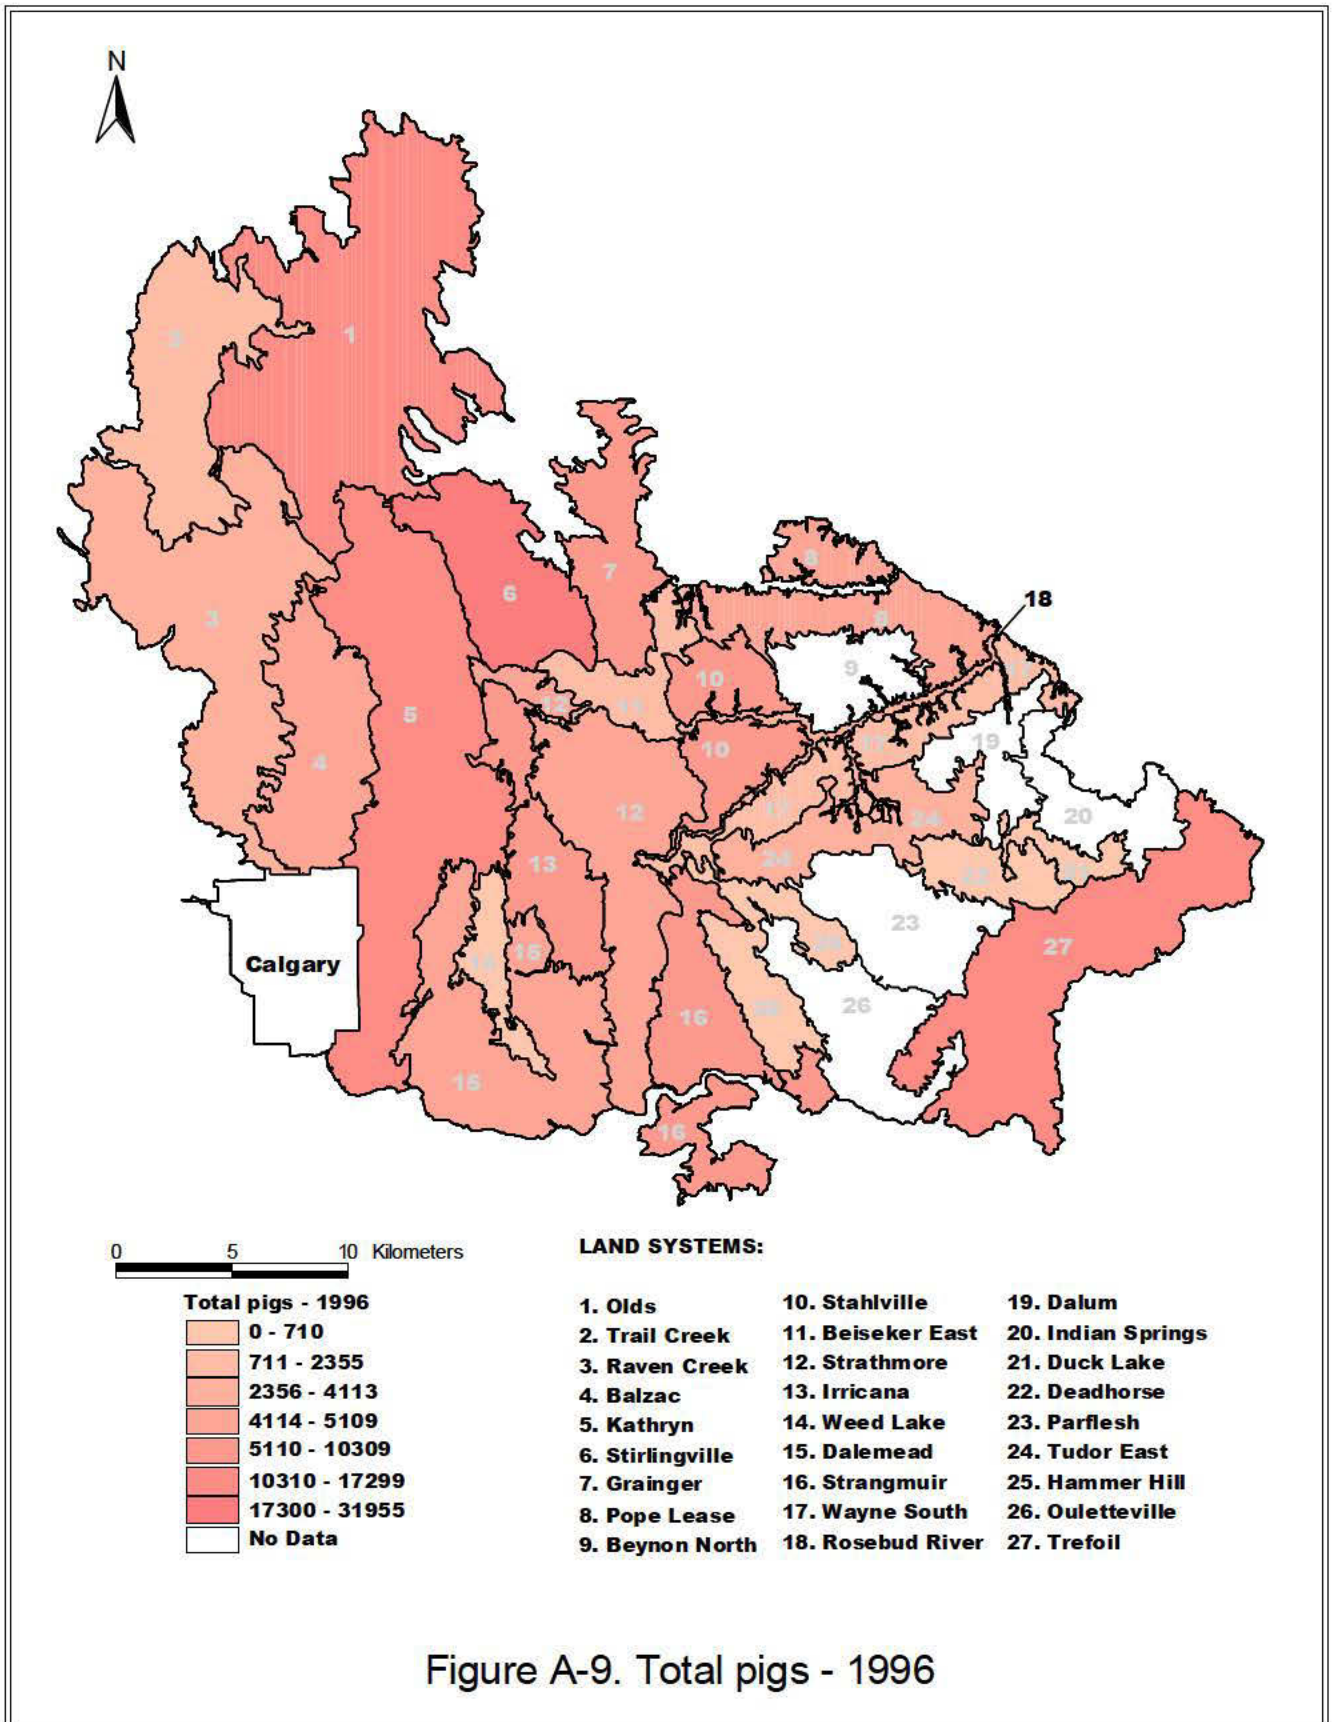 N
1
2
3
4
5
6
7
8
8
18
9
10
10
11
12
12
13
17
17
17
19
20
24
24
23
27
Calgary
14
15
15
16
16
26
0 5 10 Kilometers
Total pigs - 1996
0 - 710
711 - 2355
2356 - 4113
4114 - 5109
5110 - 10309
10310 - 17299
17300 - 31955
No Data
LAND SYSTEMS:
1. Olds
2. Trail Creek
3. Raven Creek
4. Balzac
5. Kathryn
6. Stirlingville
7. Grainger
8. Pope Lease
9. Beynon North
10. Stahlville
11. Beiseker East
12. Strathmore
13. Irricana
14. Weed Lake
15. Dalemead
16. Strangmuir
17. Wayne South
18. Rosebud River
19. Dalum
20. Indian Springs
21. Duck Lake
22. Deadhorse
23. Parflesh
24. Tudor East
25. Hammer Hill
26. Ouletteville
27. Trefoil
Figure A-9. Total pigs - 1996